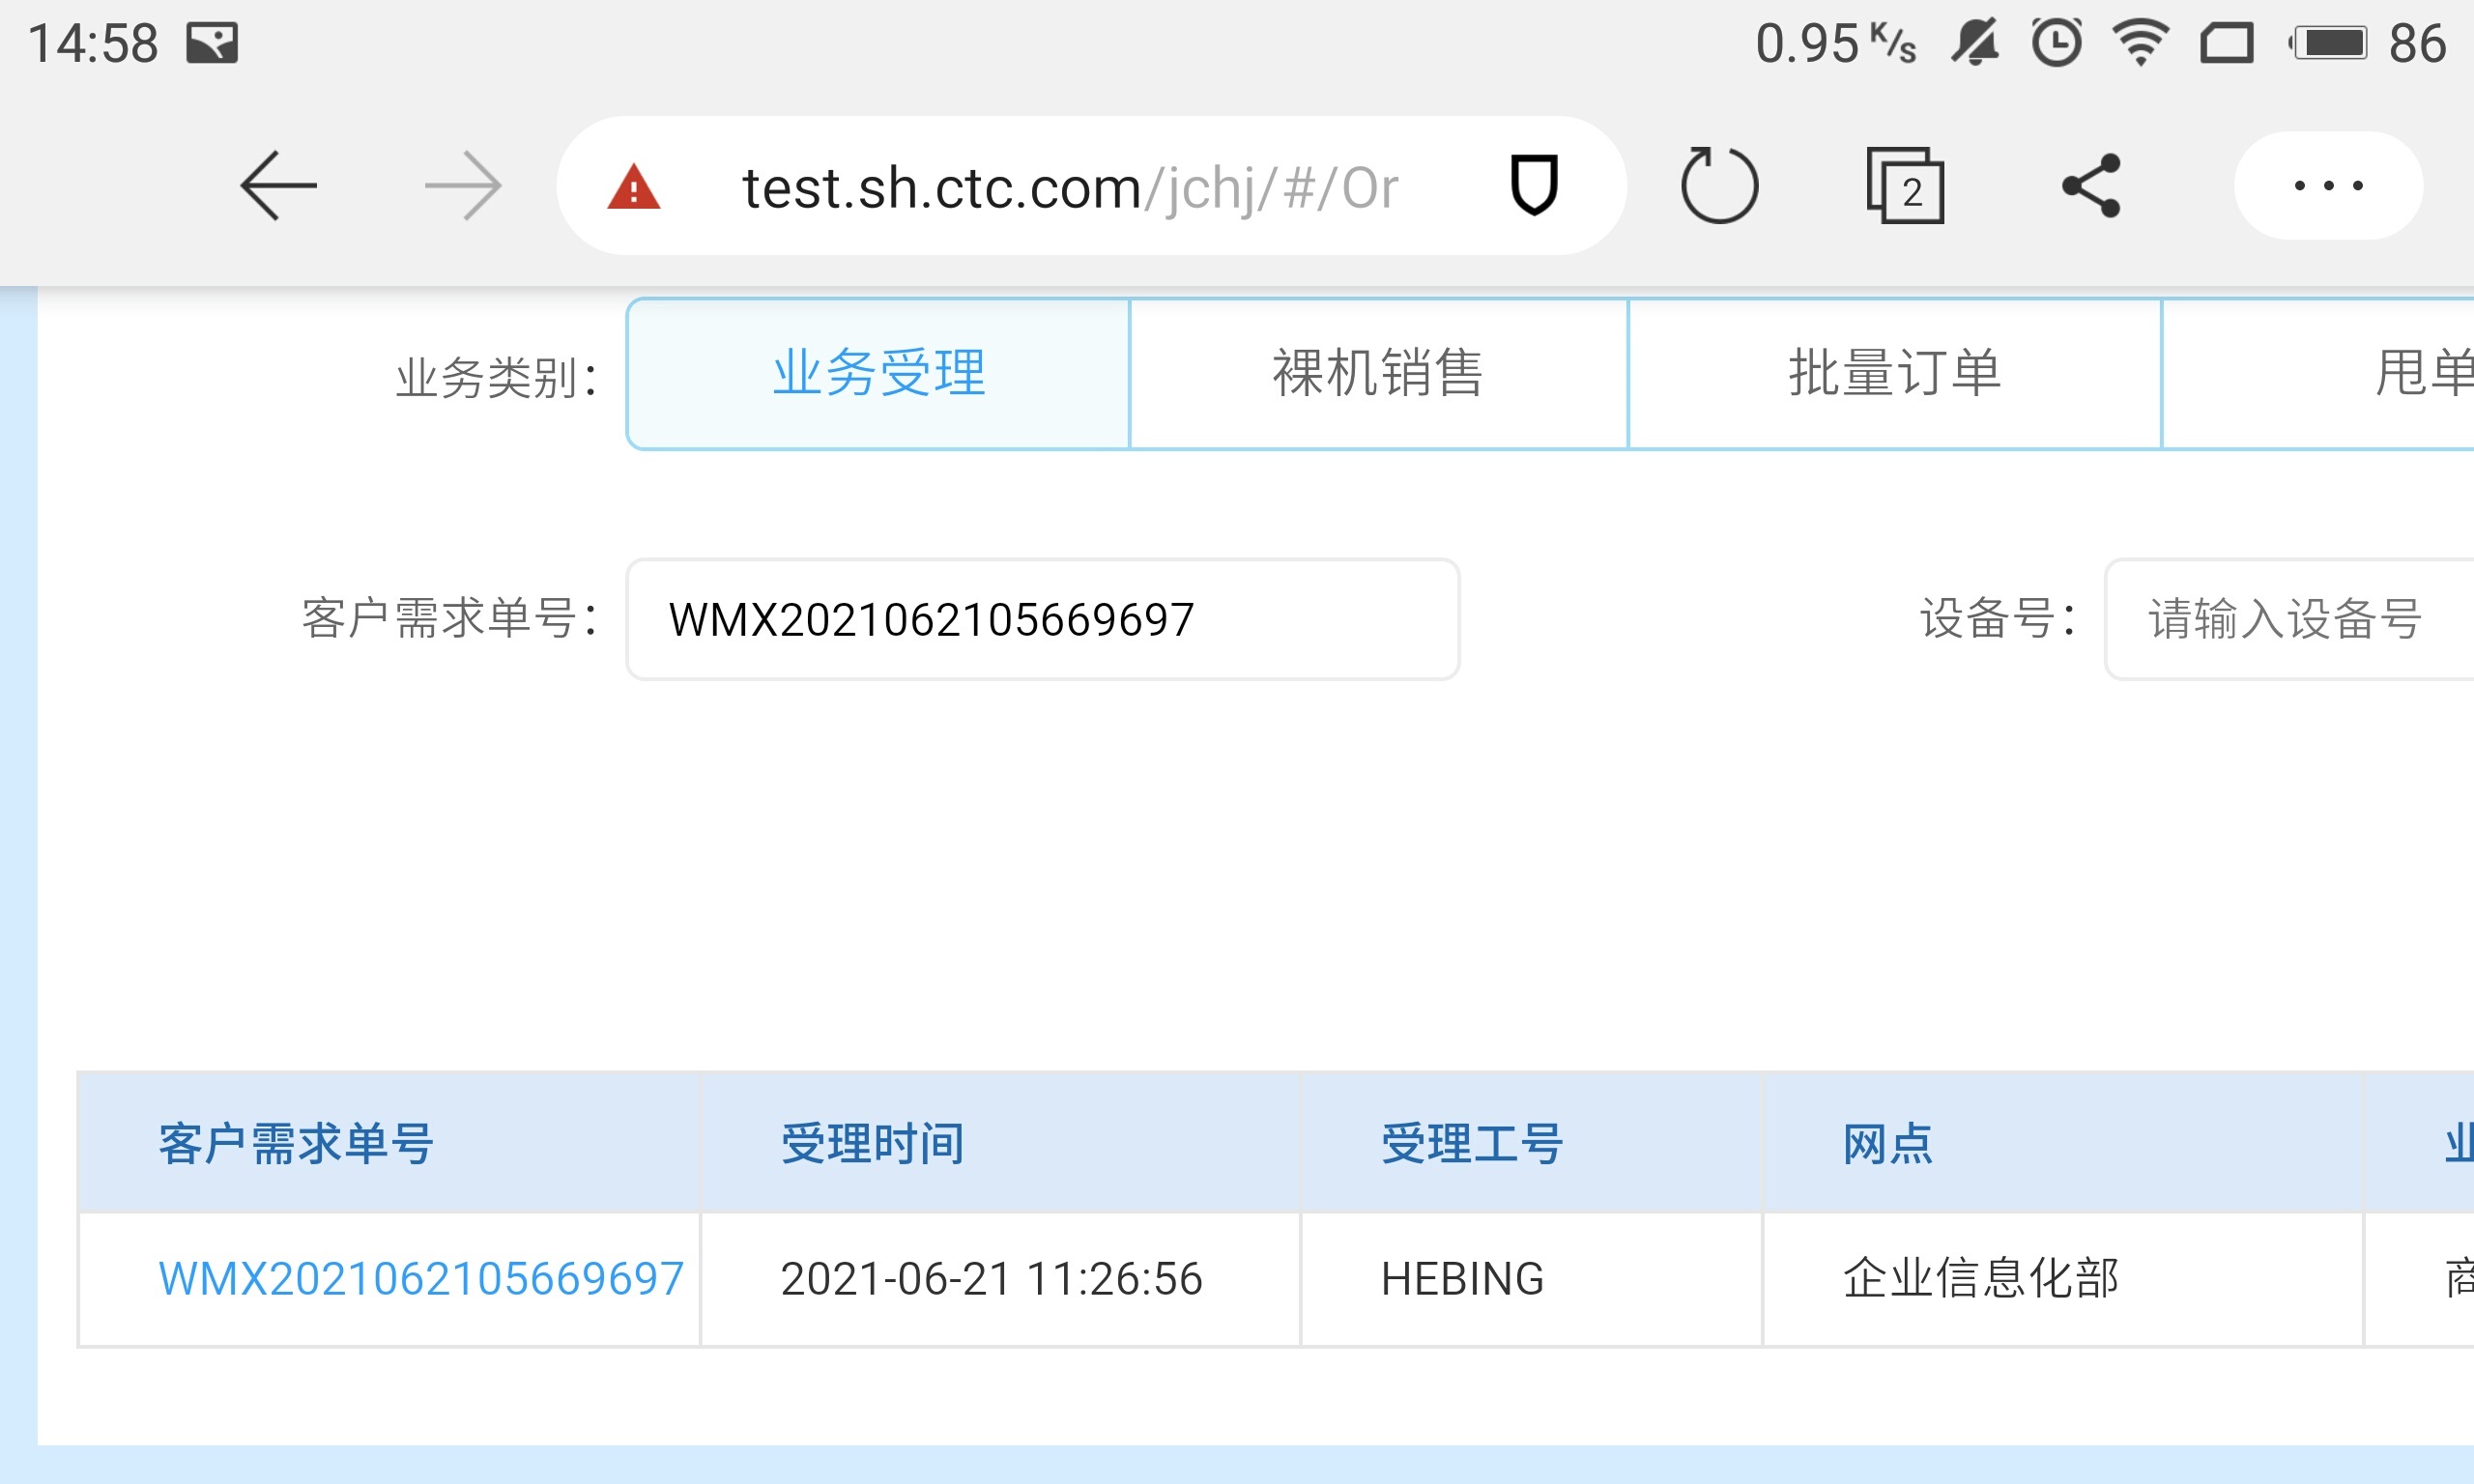 14:58 0.95 K/s 86
test.sh.ctc.com/jchj/#/Or 2
业务类别： 业务受理 裸机销售 批量订单 甩单
客户需求单号： WMX2021062105669697 设备号： 请输入设备号
客户需求单号 受理时间 受理工号 网点
WMX2021062105669697 2021-06-21 11:26:56 HEBING 企业信息化部